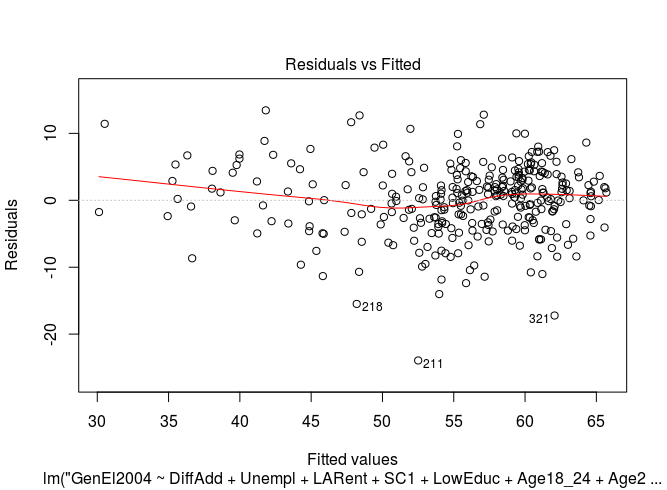 Residuals vs Fitted
Residuals
10
0
-10
-20
218
321
211
30 35 40 45 50 55 60 65
Fitted values
lm("GenEl2004 ~ DiffAdd + Unempl + LARent + SC1 + LowEduc + Age18_24 + Age2 ...